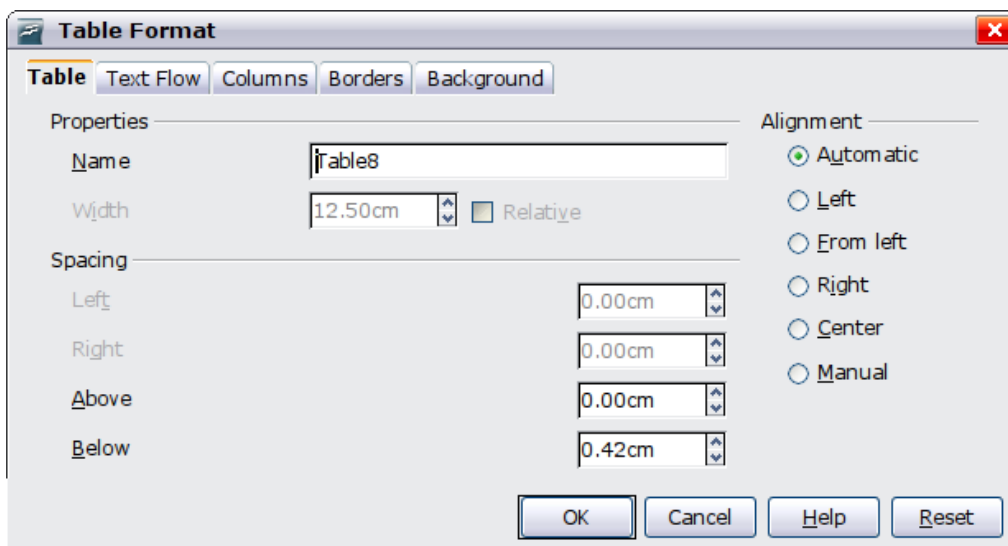 Table Format
Table Text Flow Columns Borders Background
Properties
Name Table8
Width 12.50cm Relative
Spacing
Left 0.00cm
Right 0.00cm
Above 0.00cm
Below 0.42cm
Alignment
Automatic
Left
From left
Right
Center
Manual
OK Cancel Help Reset